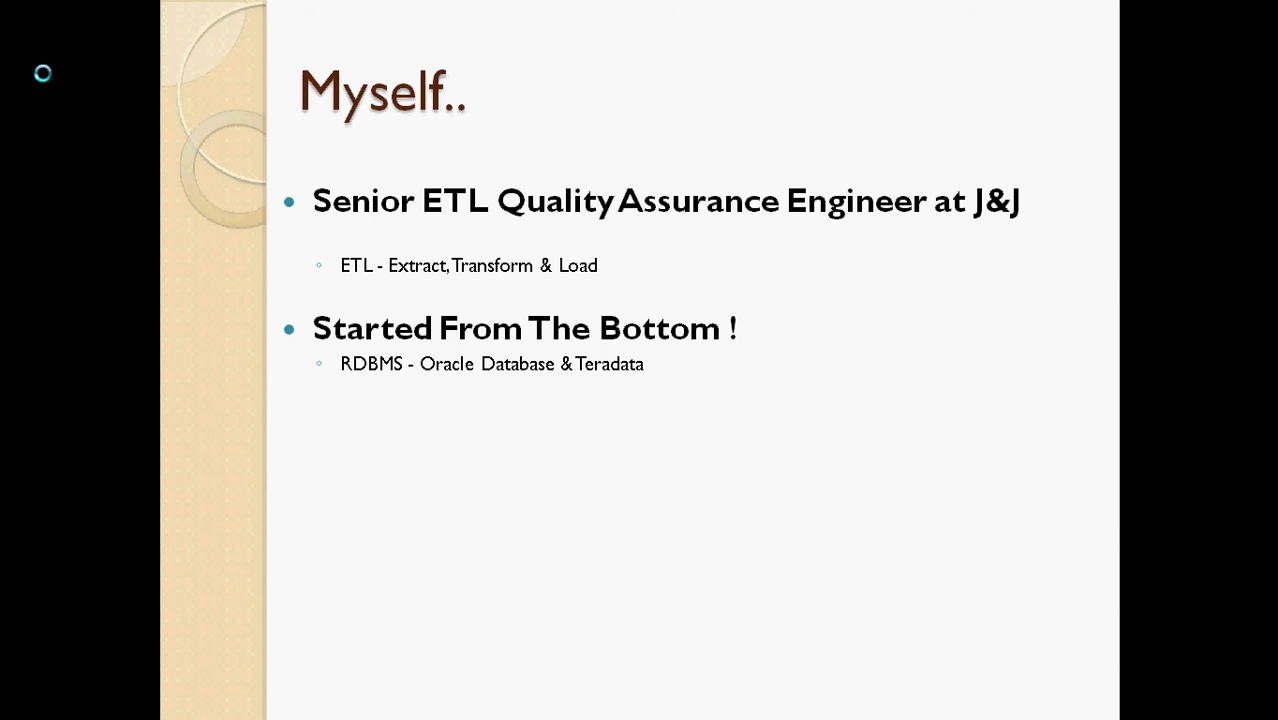 Myself..
Senior ETL Quality Assurance Engineer at J&J
ETL - Extract, Transform & Load
Started From The Bottom !
RDBMS - Oracle Database & Teradata